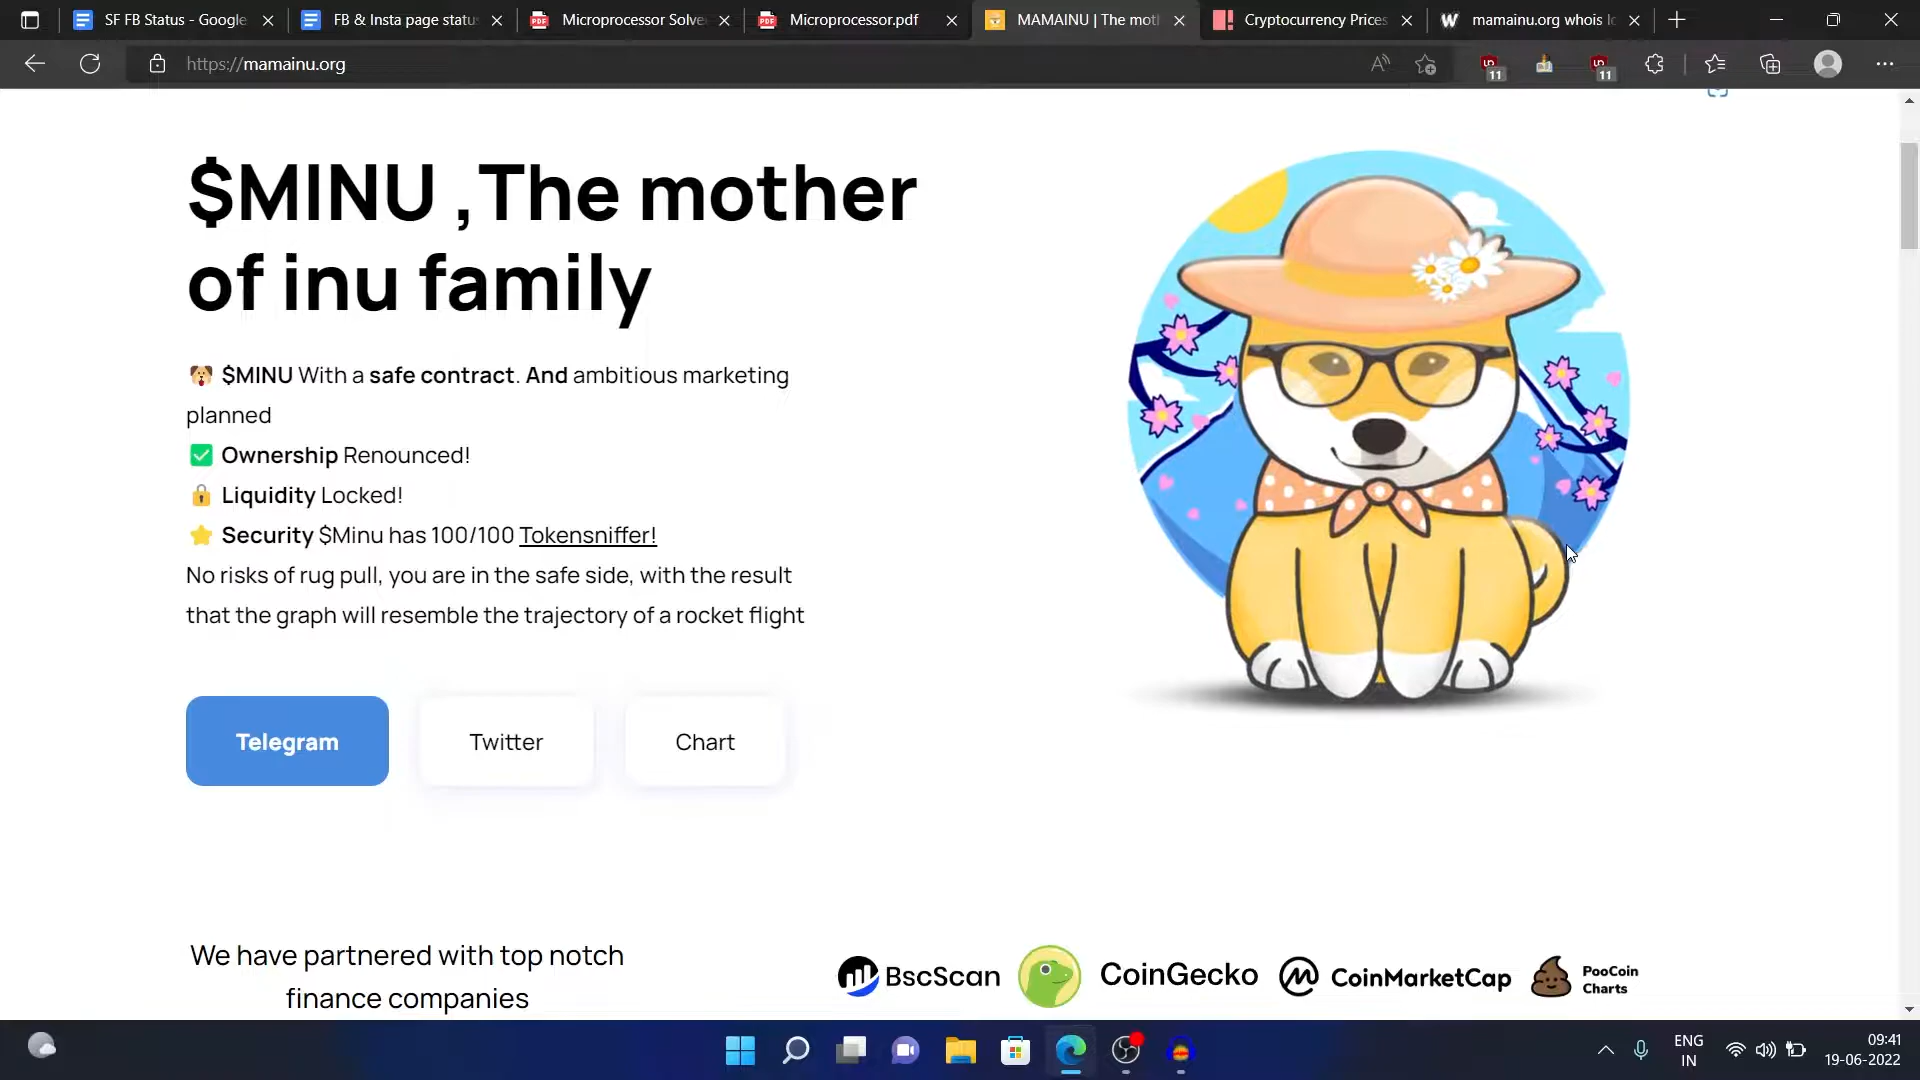 SF FB Status - Google
FB & Insta page statu
Microprocessor Solve
Microprocessor.pdf
MAMAINU | The moth
Cryptocurrency Prices
mamainu.org whois lo
https://mamainu.org
11
11
$MINU ,The mother
of inu family
$MINU With a safe contract. And ambitious marketing
planned
Ownership Renounced!
Liquidity Locked!
Security $Minu has 100/100 Tokensniffer!
No risks of rug pull, you are in the safe side, with the result
that the graph will resemble the trajectory of a rocket flight
Telegram
Twitter
Chart
We have partnered with top notch
finance companies
BscScan
CoinGecko
CoinMarketCap
PooCoin
Charts
ENG
IN
09:41
19-06-2022